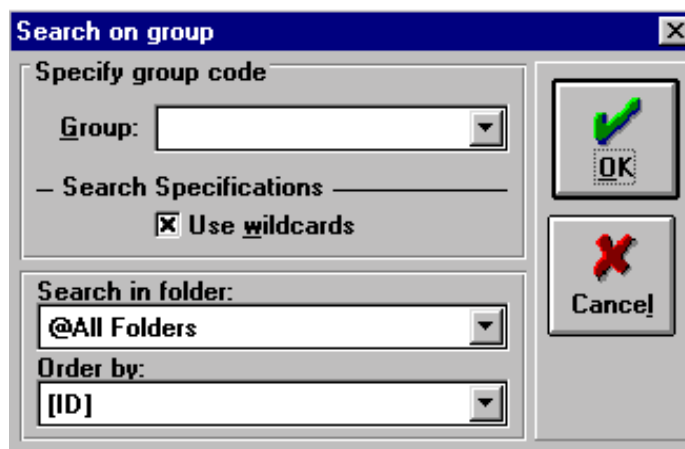 Search on group
Specify group code
Group:
Search Specifications
Use wildcards
OK
Cancel
Search in folder:
@All Folders
Order by:
[ID]